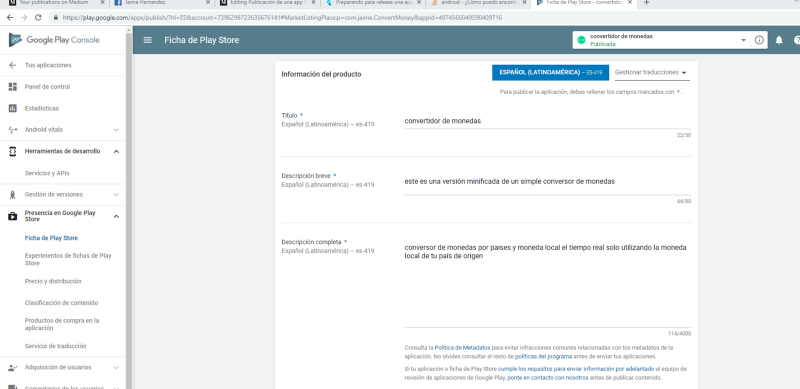 Your publications on Medium
Jaime Hernandez
Editing Publicación de una app
Preparando para release una ap
android - ¿Cómo puedo encontr
Ficha de Play Store - convertido
https://play.google.com/apps/publish/?hl=ES&account=7396298723635676141#MarketListingPlace:p=com.jaime.ConvertMoney&appid=4974566049590409716
Google Play Console
Ficha de Play Store
convertidor de monedas
Publicada
Tus aplicaciones
Panel de control
Estadísticas
Android vitals
Herramientas de desarrollo
Servicios y APIs
Gestión de versiones
Presencia en Google Play
Store
Ficha de Play Store
Experimentos de fichas de Play
Store
Precio y distribución
Clasificación de contenido
Productos de compra en la
aplicación
Servicio de traducción
Adquisición de usuarios
Comentarios de los usuarios
Información del producto
ESPAÑOL (LATINOAMÉRICA) – ES-419
Gestionar traducciones
Para publicar la aplicación, debes rellenar los campos marcados con *.
Título *
Español (Latinoamérica) – es-419
convertidor de monedas
22/50
Descripción breve *
Español (Latinoamérica) – es-419
este es una versión minificada de un simple conversor de monedas
64/80
Descripción completa *
Español (Latinoamérica) – es-419
conversor de monedas por paises y moneda local el tiempo real solo utilizando la moneda
local de tu país de origen
114/4000
Consulta la Política de Metadatos para evitar infracciones comunes relacionadas con los metadatos de la
aplicación. No olvides consultar el resto de políticas del programa antes de enviar tus aplicaciones.
Si tu aplicación o ficha de Play Store cumple los requisitos para enviar información por adelantado al equipo de
revisión de aplicaciones de Google Play, ponte en contacto con nosotros antes de publicar contenido.